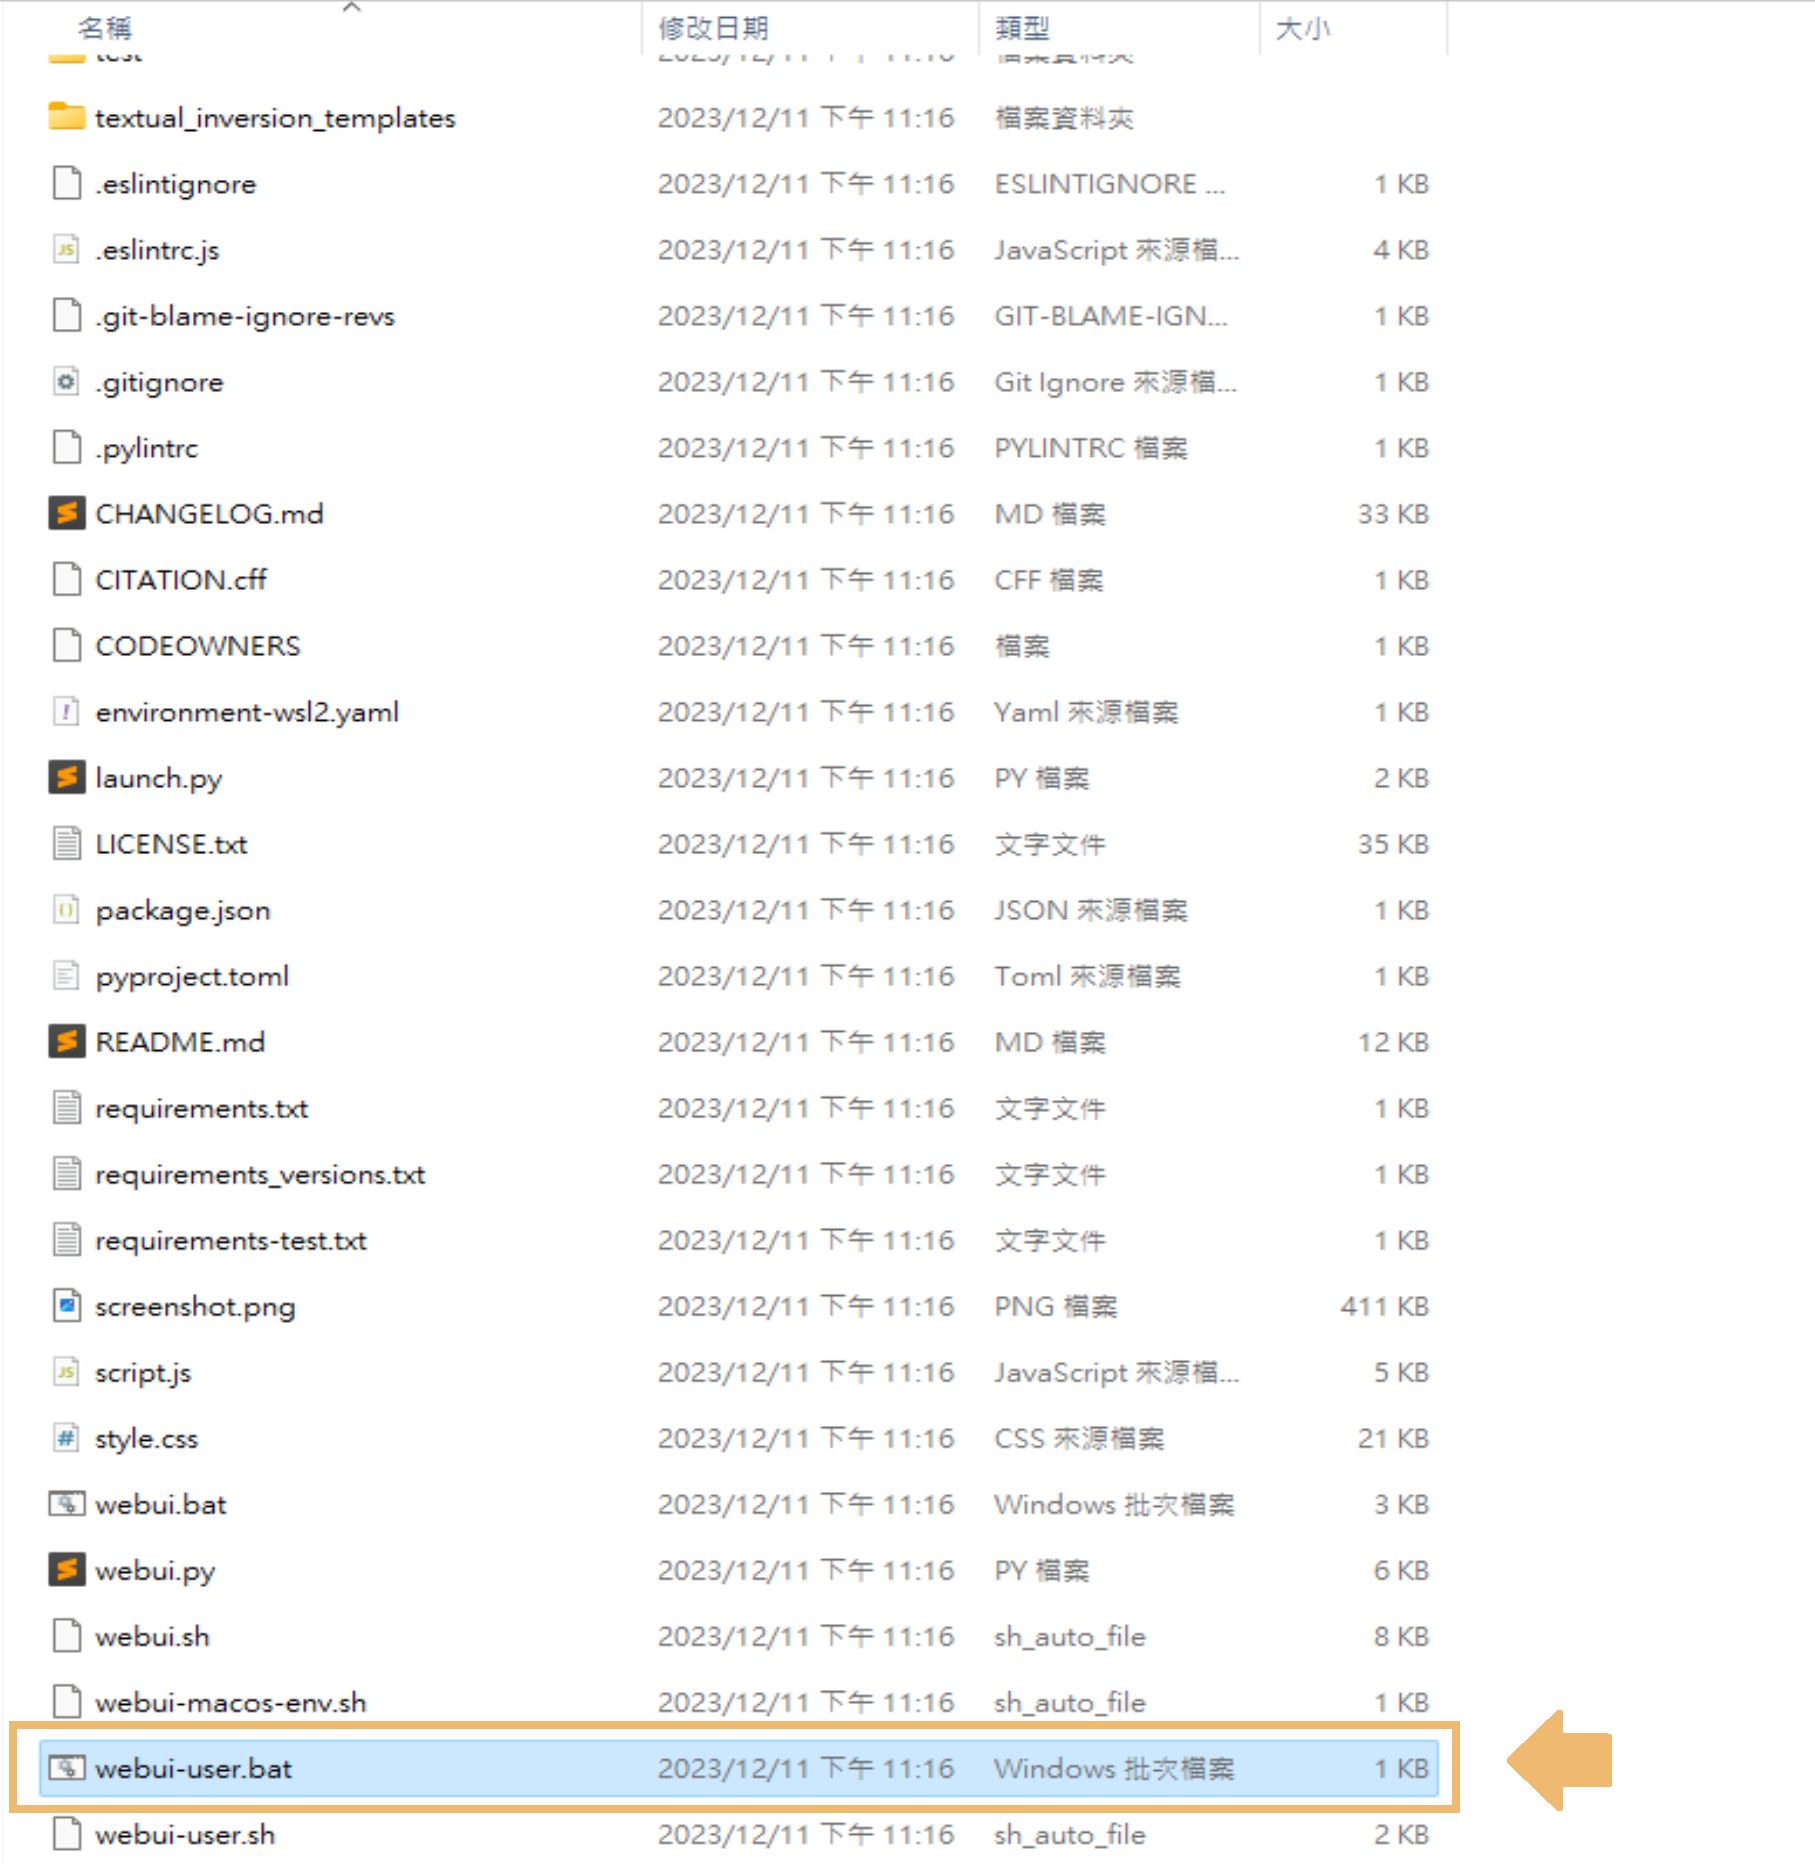 名稱 修改日期 類型 大小
textual_inversion_templates 2023/12/11 下午 11:16 檔案資料夾
.eslintignore 2023/12/11 下午 11:16 ESLINTIGNORE ... 1 KB
.eslintrc.js 2023/12/11 下午 11:16 JavaScript 來源檔... 4 KB
.git-blame-ignore-revs 2023/12/11 下午 11:16 GIT-BLAME-IGN... 1 KB
.gitignore 2023/12/11 下午 11:16 Git Ignore 來源檔... 1 KB
.pylintrc 2023/12/11 下午 11:16 PYLINTRC 檔案 1 KB
CHANGELOG.md 2023/12/11 下午 11:16 MD 檔案 33 KB
CITATION.cff 2023/12/11 下午 11:16 CFF 檔案 1 KB
CODEOWNERS 2023/12/11 下午 11:16 檔案 1 KB
environment-wsl2.yaml 2023/12/11 下午 11:16 Yaml 來源檔案 1 KB
launch.py 2023/12/11 下午 11:16 PY 檔案 2 KB
LICENSE.txt 2023/12/11 下午 11:16 文字文件 35 KB
package.json 2023/12/11 下午 11:16 JSON 來源檔案 1 KB
pyproject.toml 2023/12/11 下午 11:16 Toml 來源檔案 1 KB
README.md 2023/12/11 下午 11:16 MD 檔案 12 KB
requirements.txt 2023/12/11 下午 11:16 文字文件 1 KB
requirements_versions.txt 2023/12/11 下午 11:16 文字文件 1 KB
requirements-test.txt 2023/12/11 下午 11:16 文字文件 1 KB
screenshot.png 2023/12/11 下午 11:16 PNG 檔案 411 KB
script.js 2023/12/11 下午 11:16 JavaScript 來源檔... 5 KB
style.css 2023/12/11 下午 11:16 CSS 來源檔案 21 KB
webui.bat 2023/12/11 下午 11:16 Windows 批次檔案 3 KB
webui.py 2023/12/11 下午 11:16 PY 檔案 6 KB
webui.sh 2023/12/11 下午 11:16 sh_auto_file 8 KB
webui-macos-env.sh 2023/12/11 下午 11:16 sh_auto_file 1 KB
webui-user.bat 2023/12/11 下午 11:16 Windows 批次檔案 1 KB
webui-user.sh 2023/12/11 下午 11:16 sh_auto_file 2 KB